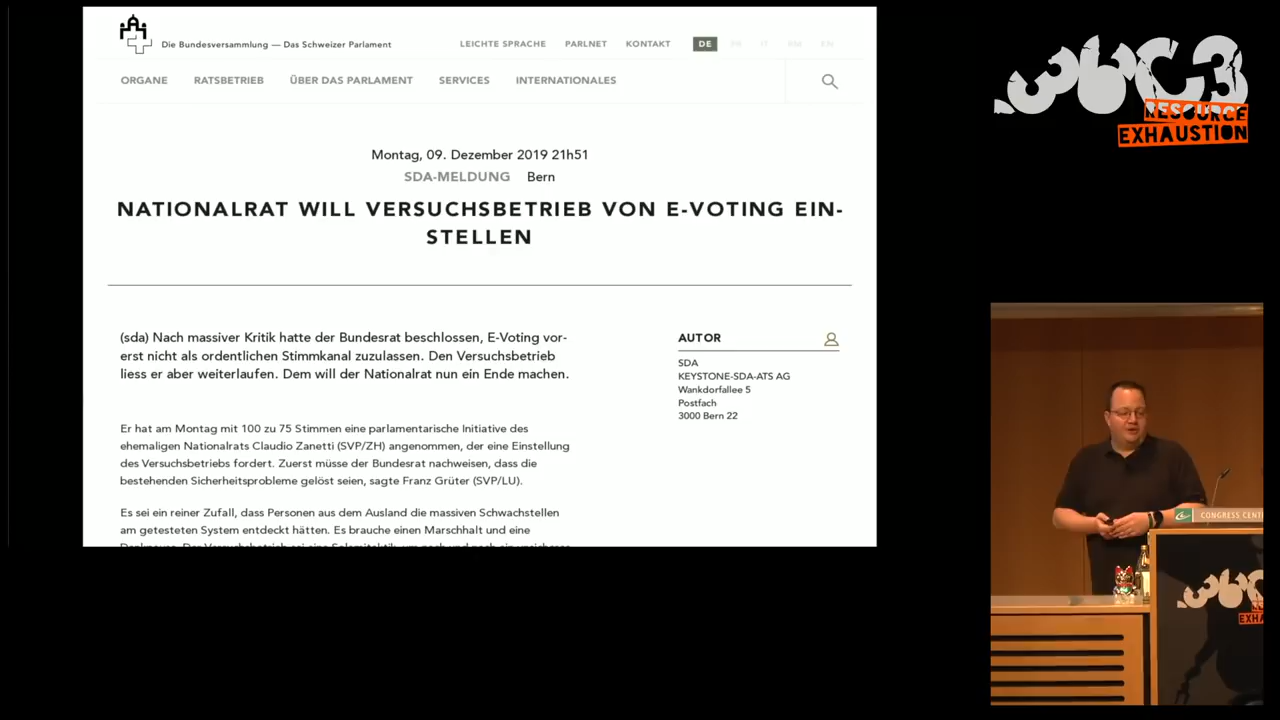 Die Bundesversammlung — Das Schweizer Parlament
LEICHTE SPRACHE PARLNET KONTAKT DE FR IT RM EN
ORGANE RATSBETRIEB ÜBER DAS PARLAMENT SERVICES INTERNATIONALES
Montag, 09. Dezember 2019 21h51
SDA-MELDUNG Bern
NATIONALRAT WILL VERSUCHSBETRIEB VON E-VOTING EIN-
STELLEN
(sda) Nach massiver Kritik hatte der Bundesrat beschlossen, E-Voting vor-
erst nicht als ordentlichen Stimmkanal zuzulassen. Den Versuchsbetrieb
liess er aber weiterlaufen. Dem will der Nationalrat nun ein Ende machen.
Er hat am Montag mit 100 zu 75 Stimmen eine parlamentarische Initiative des
ehemaligen Nationalrats Claudio Zanetti (SVP/ZH) angenommen, der eine Einstellung
des Versuchsbetriebs fordert. Zuerst müsse der Bundesrat nachweisen, dass die
bestehenden Sicherheitsprobleme gelöst seien, sagte Franz Grüter (SVP/LU).
Es sei ein reiner Zufall, dass Personen aus dem Ausland die massiven Schwachstellen
am getesteten System entdeckt hätten. Es brauche einen Marschhalt und eine
AUTOR
SDA
KEYSTONE-SDA-ATS AG
Wankdorfallee 5
Postfach
3000 Bern 22
36C3
RESOURCE
EXHAUSTION
CONGRESS CENT
36C